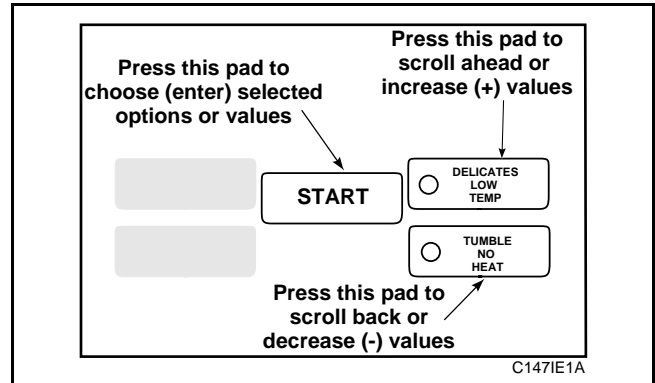 Press this pad to
choose (enter) selected
options or values
Press this pad to
scroll ahead or
increase (+) values
START
DELICATES
LOW
TEMP
TUMBLE
NO
HEAT
Press this pad to
scroll back or
decrease (-) values
C147IE1A